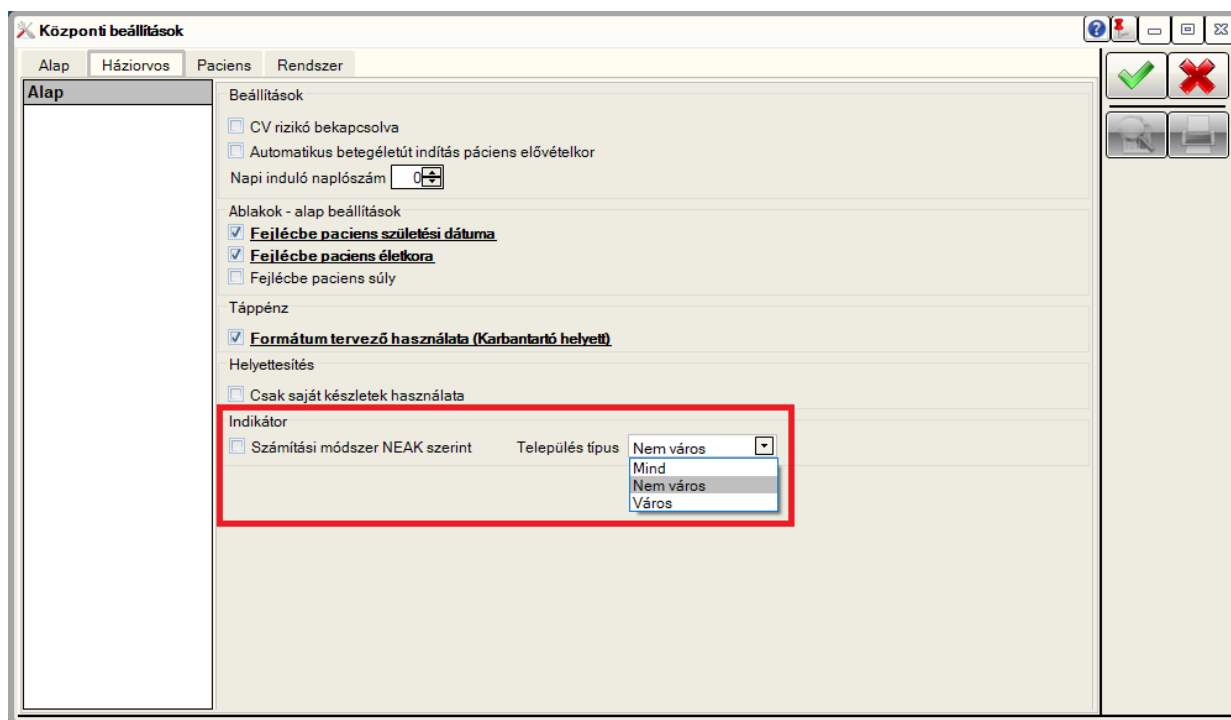 Központi beállítások
Alap Háziorvos Paciens Rendszer
Alap
Beállítások
CV rizikó bekapcsolva
Automatikus betegéletút indítás páciens elővételkor
Napi induló naplószám 0
Ablakok - alap beállítások
Fejlécbe paciens születési dátuma
Fejlécbe paciens életkora
Fejlécbe paciens súly
Táppénz
Formátum tervező használata (Karbantartó helyett)
Helyettesítés
Csak saját készletek használata
Indikátor
Számítási módszer NEAK szerint Település típus Nem város
Mind
Nem város
Város